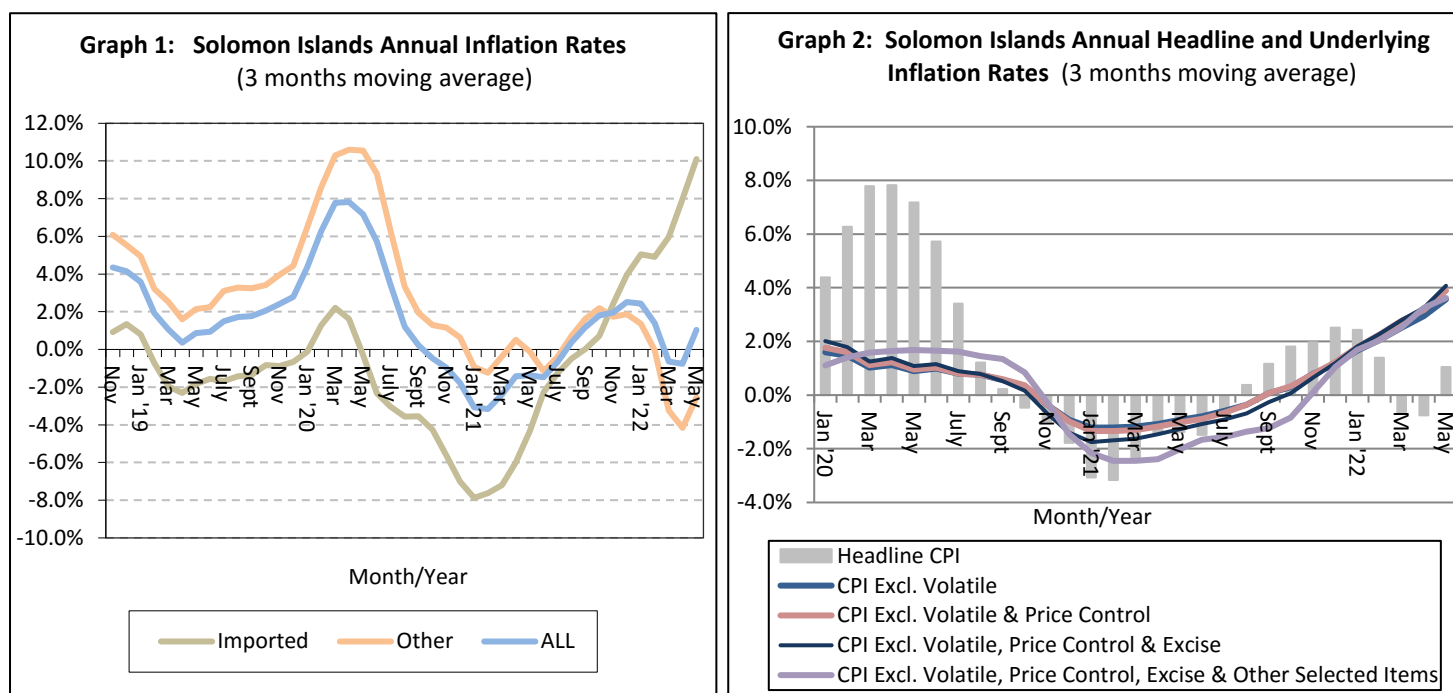 Graph 1: Solomon Islands Annual Inflation Rates
(3 months moving average)
12.0%
10.0%
8.0%
6.0%
4.0%
2.0%
0.0%
-2.0%
-4.0%
-6.0%
-8.0%
-10.0%
Nov
Jan '19
Mar
May
July
Sept
Nov
Jan '20
Mar
May
July
Sept
Nov
Jan '21
Mar
May
July
Sep
Nov
Jan '22
Mar
May
Month/Year
Imported
Other
ALL
Graph 2: Solomon Islands Annual Headline and Underlying
Inflation Rates (3 months moving average)
10.0%
8.0%
6.0%
4.0%
2.0%
0.0%
-2.0%
-4.0%
Jan '20
Mar
May
July
Sept
Nov
Jan '21
Mar
May
July
Sept
Nov
Jan '22
Mar
May
Month/Year
Headline CPI
CPI Excl. Volatile
CPI Excl. Volatile & Price Control
CPI Excl. Volatile, Price Control & Excise
CPI Excl. Volatile, Price Control, Excise & Other Selected Items